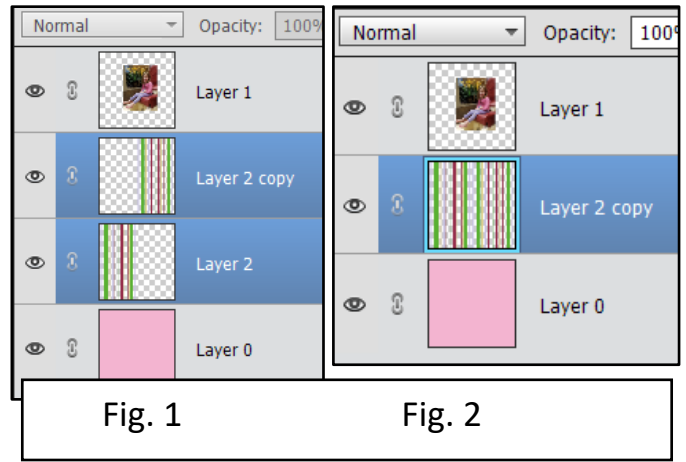 Normal Opacity: 100%
Layer 1
Layer 2 copy
Layer 2
Layer 0
Normal Opacity: 100
Layer 1
Layer 2 copy
Layer 0
Fig. 1 Fig. 2